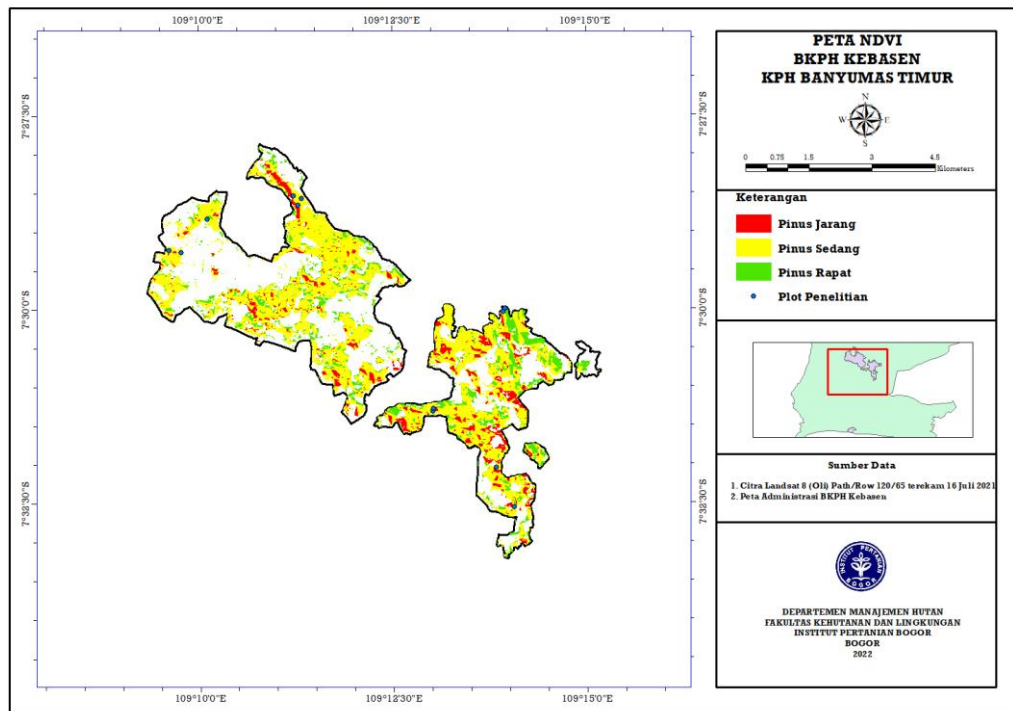 109°10'0"E
109°12'30"E
109°15'0"E
7°27'30"S
7°27'30"S
7°30'0"S
7°30'0"S
7°32'30"S
7°32'30"S
109°10'0"E
109°12'30"E
109°15'0"E
PETA NDVI
BKPH KEBASEN
KPH BANYUMAS TIMUR
N
W
E
S
0 0.75 1.5 3 4.5
Kilometers
Keterangan
Pinus Jarang
Pinus Sedang
Pinus Rapat
Plot Penelitian
Sumber Data
1. Citra Landsat 8 (Oli) Path/Row 120/65 terekam 16 Juli 2021
2. Peta Administrasi BKPH Kebasen
INSTITUT PERTANIAN
BOGOR
DEPARTEMEN MANAJEMEN HUTAN
FAKULTAS KEHUTANAN DAN LINGKUNGAN
INSTITUT PERTANIAN BOGOR
BOGOR
2022